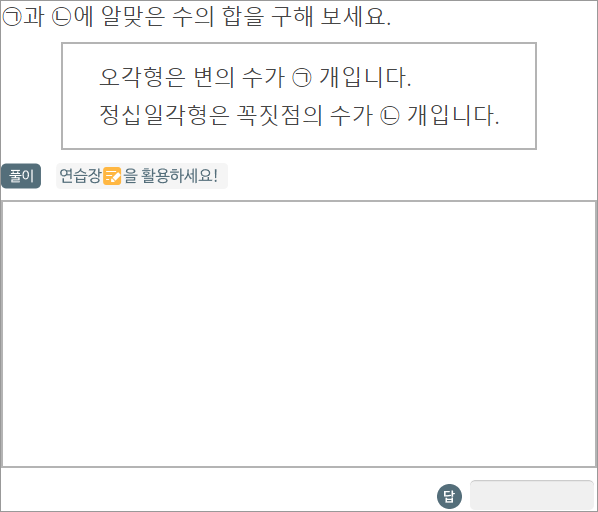 ㉠과 ㉡에 알맞은 수의 합을 구해 보세요.
오각형은 변의 수가 ㉠ 개입니다.
정십일각형은 꼭짓점의 수가 ㉡ 개입니다.
풀이 연습장을 활용하세요!
답